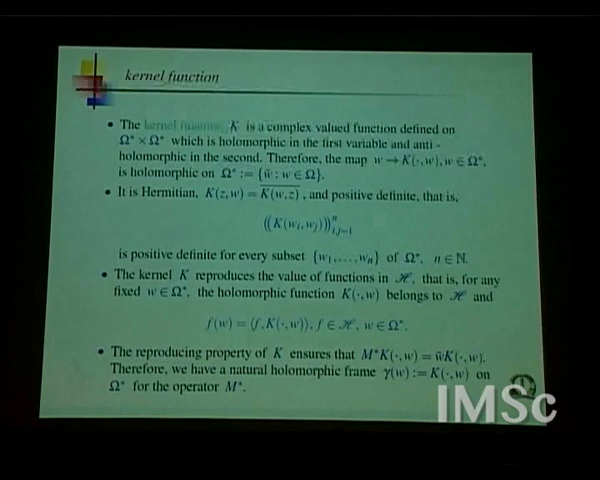 kernel function
• The kernel function, K is a complex valued function defined on
Ω* × Ω* which is holomorphic in the first variable and anti -
holomorphic in the second. Therefore, the map w → K(·, w), w ∈ Ω*,
is holomorphic on Ω* := {w̄ : w ∈ Ω}.
• It is Hermitian, K(z, w) = \overline{K(w, z)}, and positive definite, that is,
((K(w_i, w_j)))^n_{i,j=1}
is positive definite for every subset {w_1, ..., w_n} of Ω*, n ∈ ℕ.
• The kernel K reproduces the value of functions in ℋ, that is, for any
fixed w ∈ Ω*, the holomorphic function K(·, w) belongs to ℋ and
f(w) = ⟨f, K(·, w)⟩, f ∈ ℋ, w ∈ Ω*.
• The reproducing property of K ensures that M*K(·, w) = w̄K(·, w).
Therefore, we have a natural holomorphic frame γ(w) := K(·, w) on
Ω* for the operator M*.
IMSc